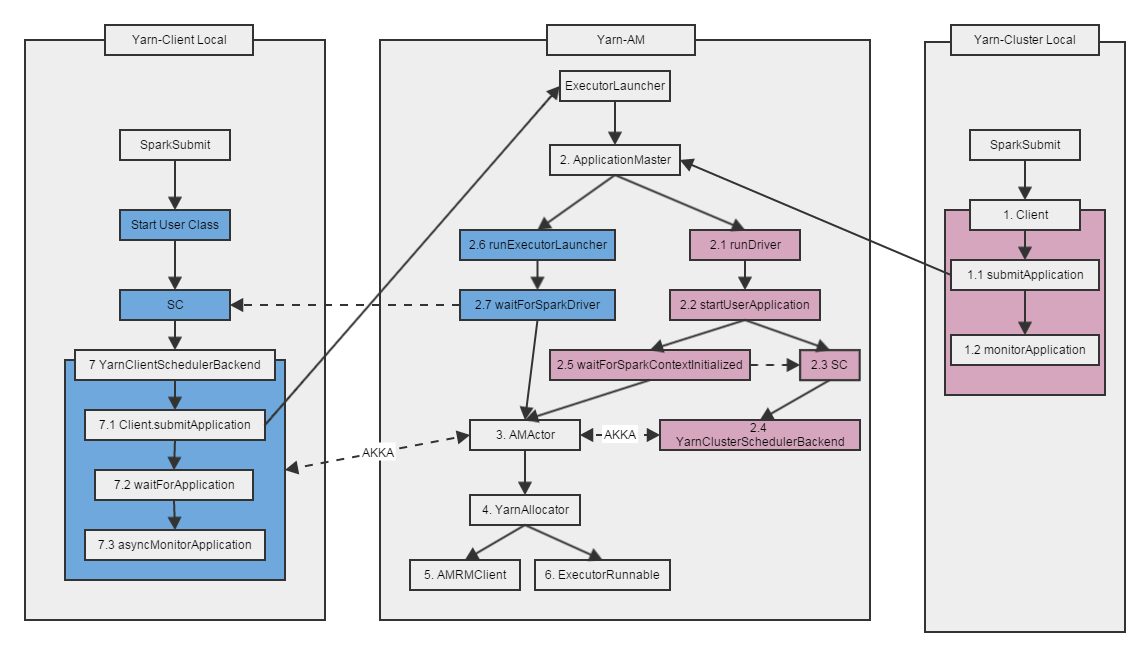 Yarn-Client Local
SparkSubmit
Start User Class
SC
7 YarnClientSchedulerBackend
7.1 Client.submitApplication
7.2 waitForApplication
7.3 asyncMonitorApplication
AKKA
Yarn-AM
ExecutorLauncher
2. ApplicationMaster
2.6 runExecutorLauncher
2.1 runDriver
2.7 waitForSparkDriver
2.2 startUserApplication
2.5 waitForSparkContextInitialized
2.3 SC
3. AMActor
AKKA
2.4
YarnClusterSchedulerBackend
4. YarnAllocator
5. AMRMClient
6. ExecutorRunnable
Yarn-Cluster Local
SparkSubmit
1. Client
1.1 submitApplication
1.2 monitorApplication